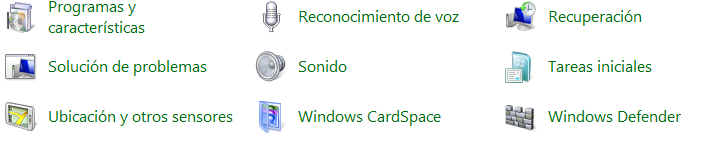 Programas y
características
Reconocimiento de voz
Recuperación
Solución de problemas
Sonido
Tareas iniciales
Ubicación y otros sensores
Windows CardSpace
Windows Defender